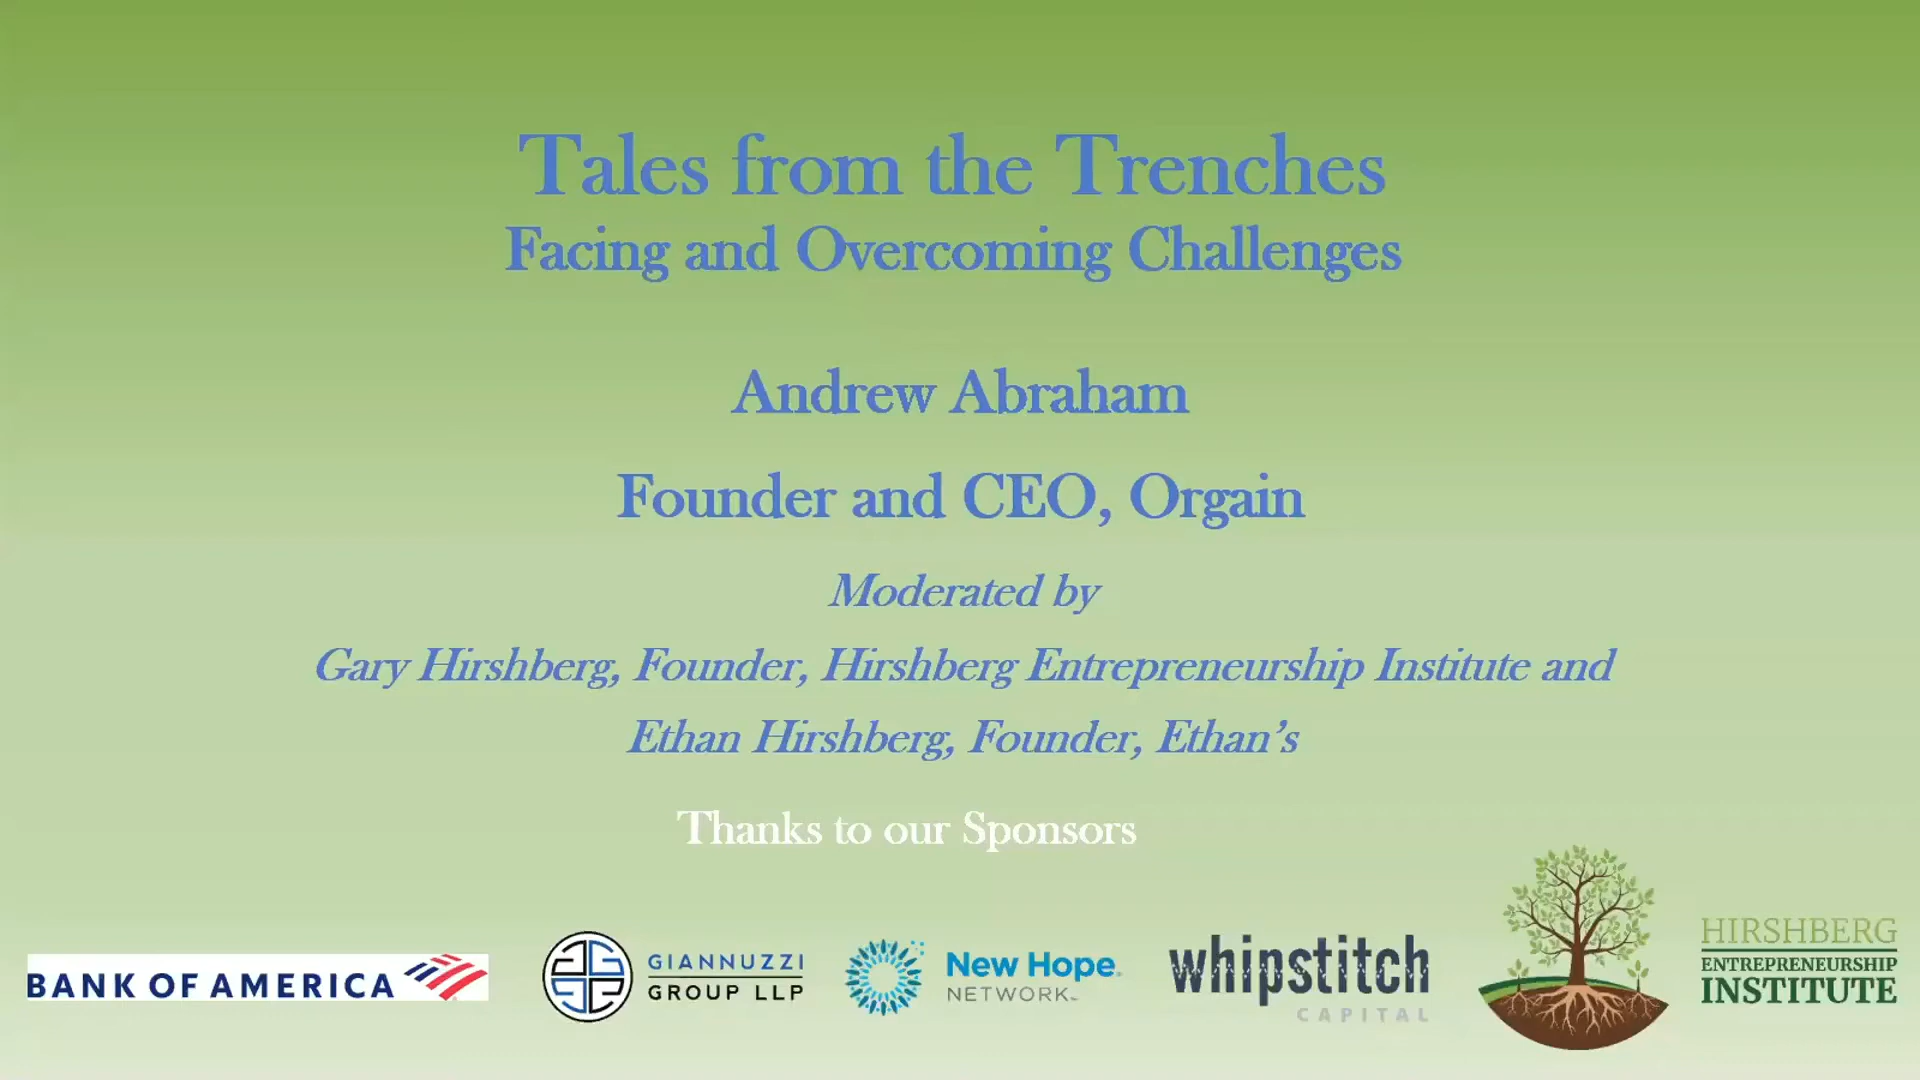 Tales from the Trenches
Facing and Overcoming Challenges
Andrew Abraham
Founder and CEO, Orgain
Moderated by
Gary Hirshberg, Founder, Hirshberg Entrepreneurship Institute and
Ethan Hirshberg, Founder, Ethan’s
Thanks to our Sponsors
BANK OF AMERICA
GIANNUZZI
GROUP LLP
New Hope
NETWORK
whipstitch
CAPITAL
HIRSHBERG
ENTREPRENEURSHIP
INSTITUTE